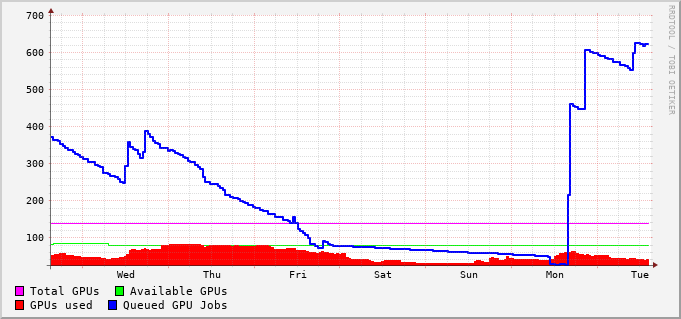 700
600
500
400
300
200
100
Wed Thu Fri Sat Sun Mon Tue
Total GPUs Available GPUs
GPUs used Queued GPU Jobs
RRDTOOL / TOBI OETIKER